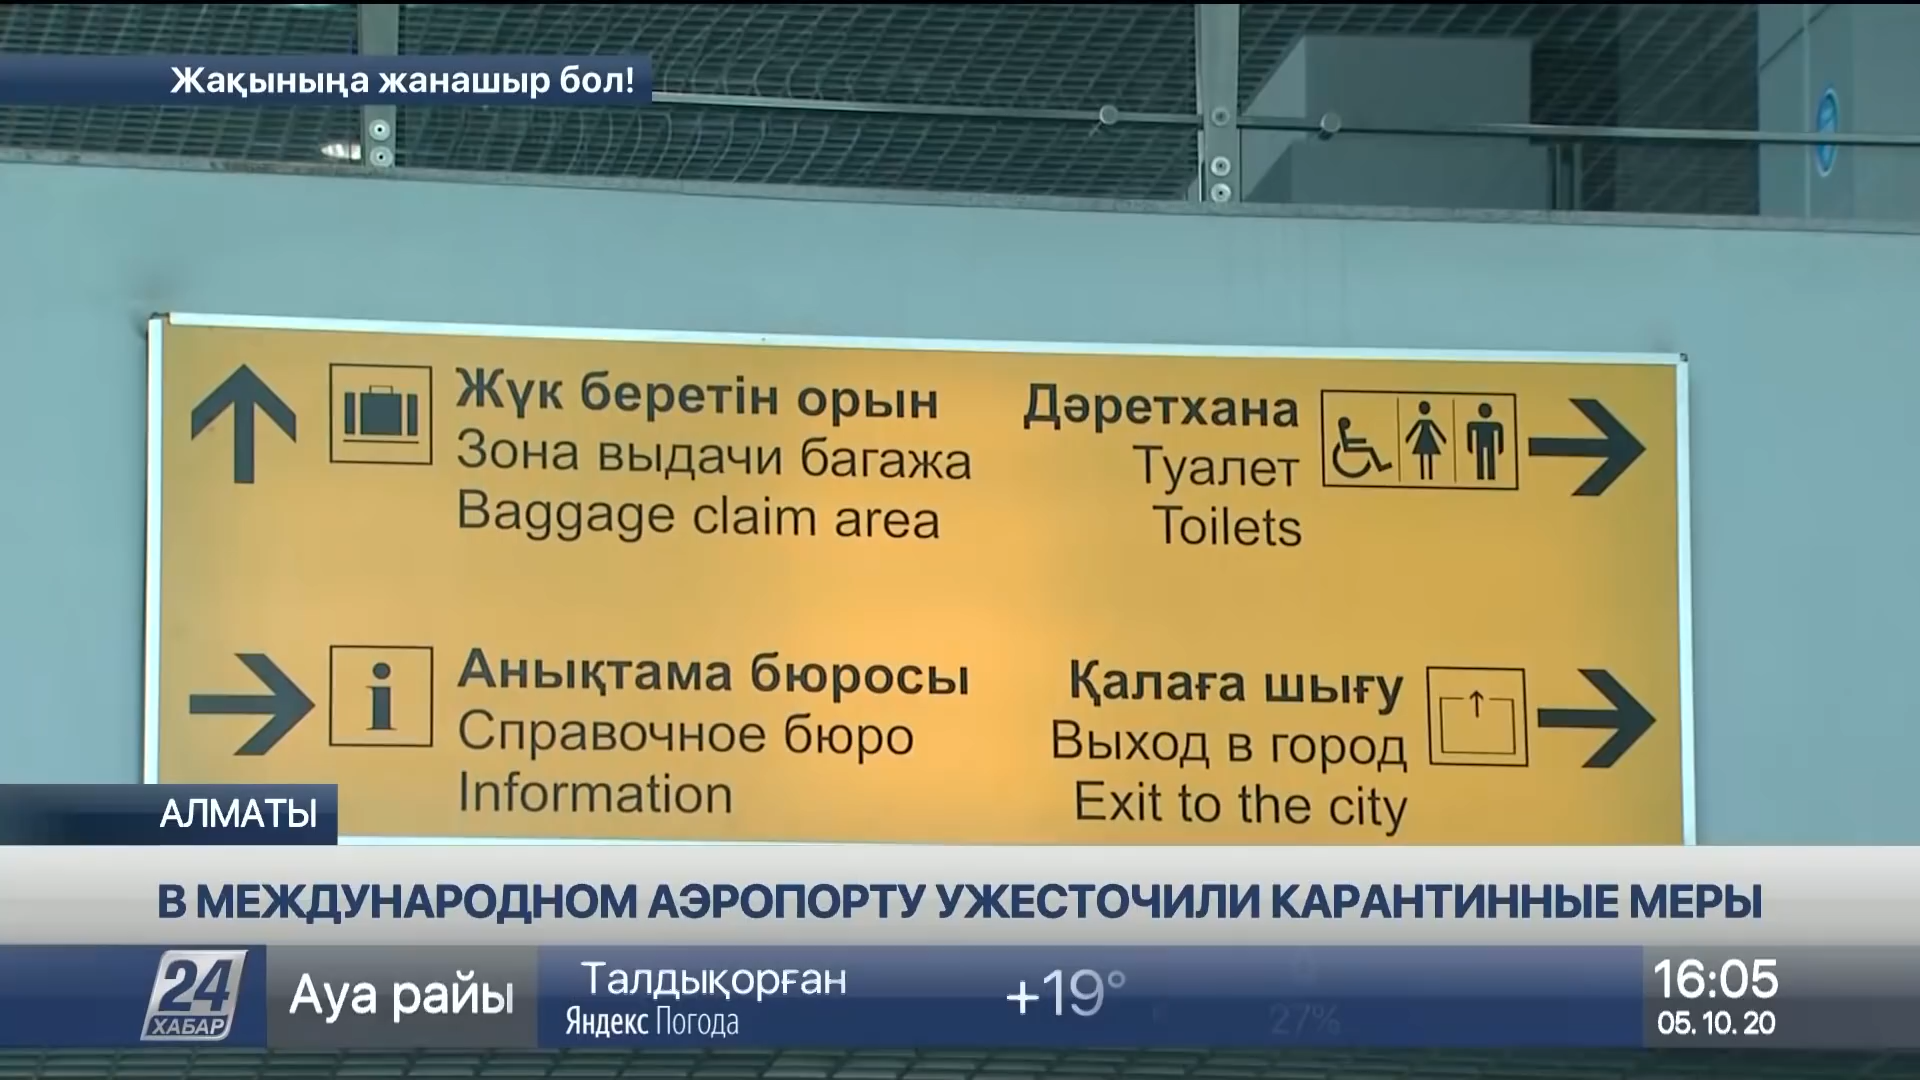 Жақыныңа жанашыр бол!
Жүк беретін орын
Зона выдачи багажа
Baggage claim area
Дәретхана
Туалет
Toilets
Анықтама бюросы
Справочное бюро
Information
Қалаға шығу
Выход в город
Exit to the city
АЛМАТЫ
В МЕЖДУНАРОДНОМ АЭРОПОРТУ УЖЕСТОЧИЛИ КАРАНТИННЫЕ МЕРЫ
24 ХАБАР
Ауа райы
Талдықорған
Яндекс Погода
+19°
27%
16:05
05. 10. 20